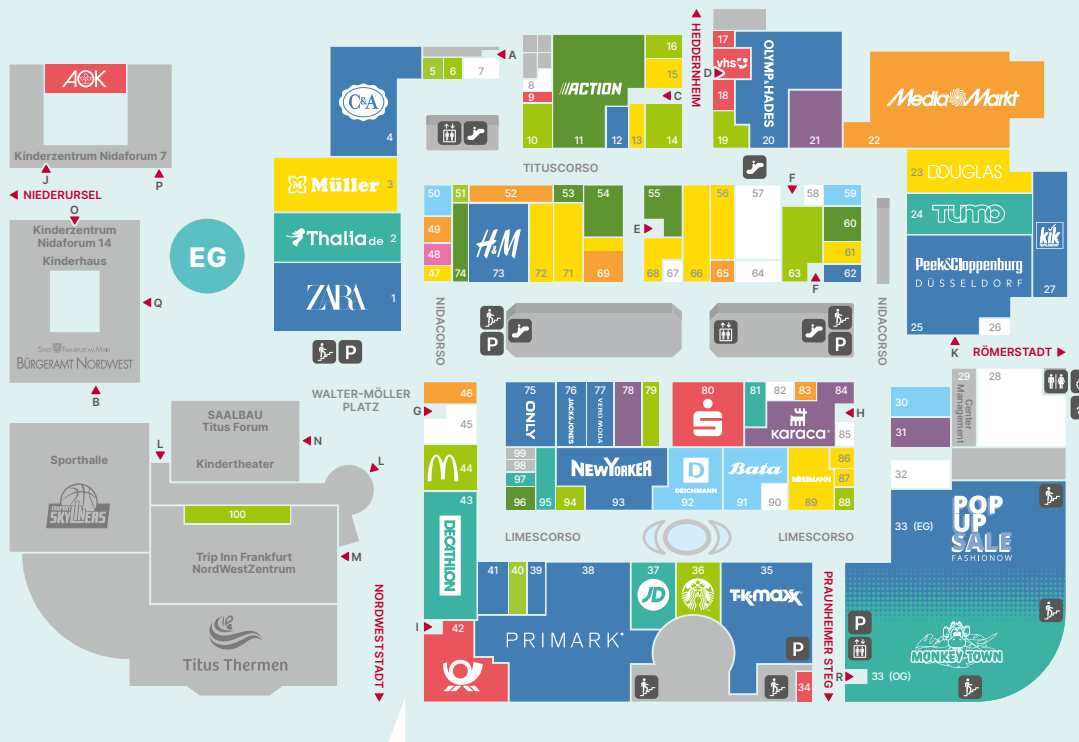 AOK
Kinderzentrum Nidaforum 7
J
P
NIEDERURSEL
O
Kinderzentrum
Nidaforum 14
Kinderhaus
Q
STADT FRANKFURT AM MAIN
BÜRGERAMT NORDWEST
B
EG
C&A
4
Müller
3
Thalia.de
2
ZARA
1
P
5
6
7
A
8
9
10
ACTION
11
12
13
14
15
16
C
TITUSCORSO
HEDDERNHEIM
17
vhs
D
18
19
OLYMP&HADES
20
21
MediaMarkt
22
23
DOUGLAS
24
TUMO
Peek&Cloppenburg
DÜSSELDORF
25
26
kik
27
K
RÖMERSTADT
50
51
52
53
54
49
48
47
74
H&M
73
72
71
69
55
E
56
57
F
58
59
60
61
62
68
67
66
65
64
63
F
NIDACORSO
P
P
NIDACORSO
WALTER-MÖLLER
PLATZ
46
G
45
44
43
DECATHLON
I
42
75
ONLY
76
JACK&JONES
77
VERO MODA
78
79
80
81
82
83
84
karaca
H
85
99
98
97
96
95
94
NEWYORKER
93
D
DEICHMANN
92
Bata
91
90
ROSSMANN
89
86
87
88
LIMESCORSO
LIMESCORSO
41
40
39
38
PRIMARK
37
JD
36
35
T·K·maxx
P
34
PRAUNHEIMER STEG
NORDWESTSTADT
29
Center
Management
28
30
31
32
33 (EG)
POP
UP
SALE
FASHIONOW
MONKEY-TOWN
P
R
33 (OG)
SAALBAU
Titus Forum
Kindertheater
N
L
L
Sporthalle
FRAPORT
SKYLINERS
100
Trip Inn Frankfurt
NordWestZentrum
M
Titus Thermen